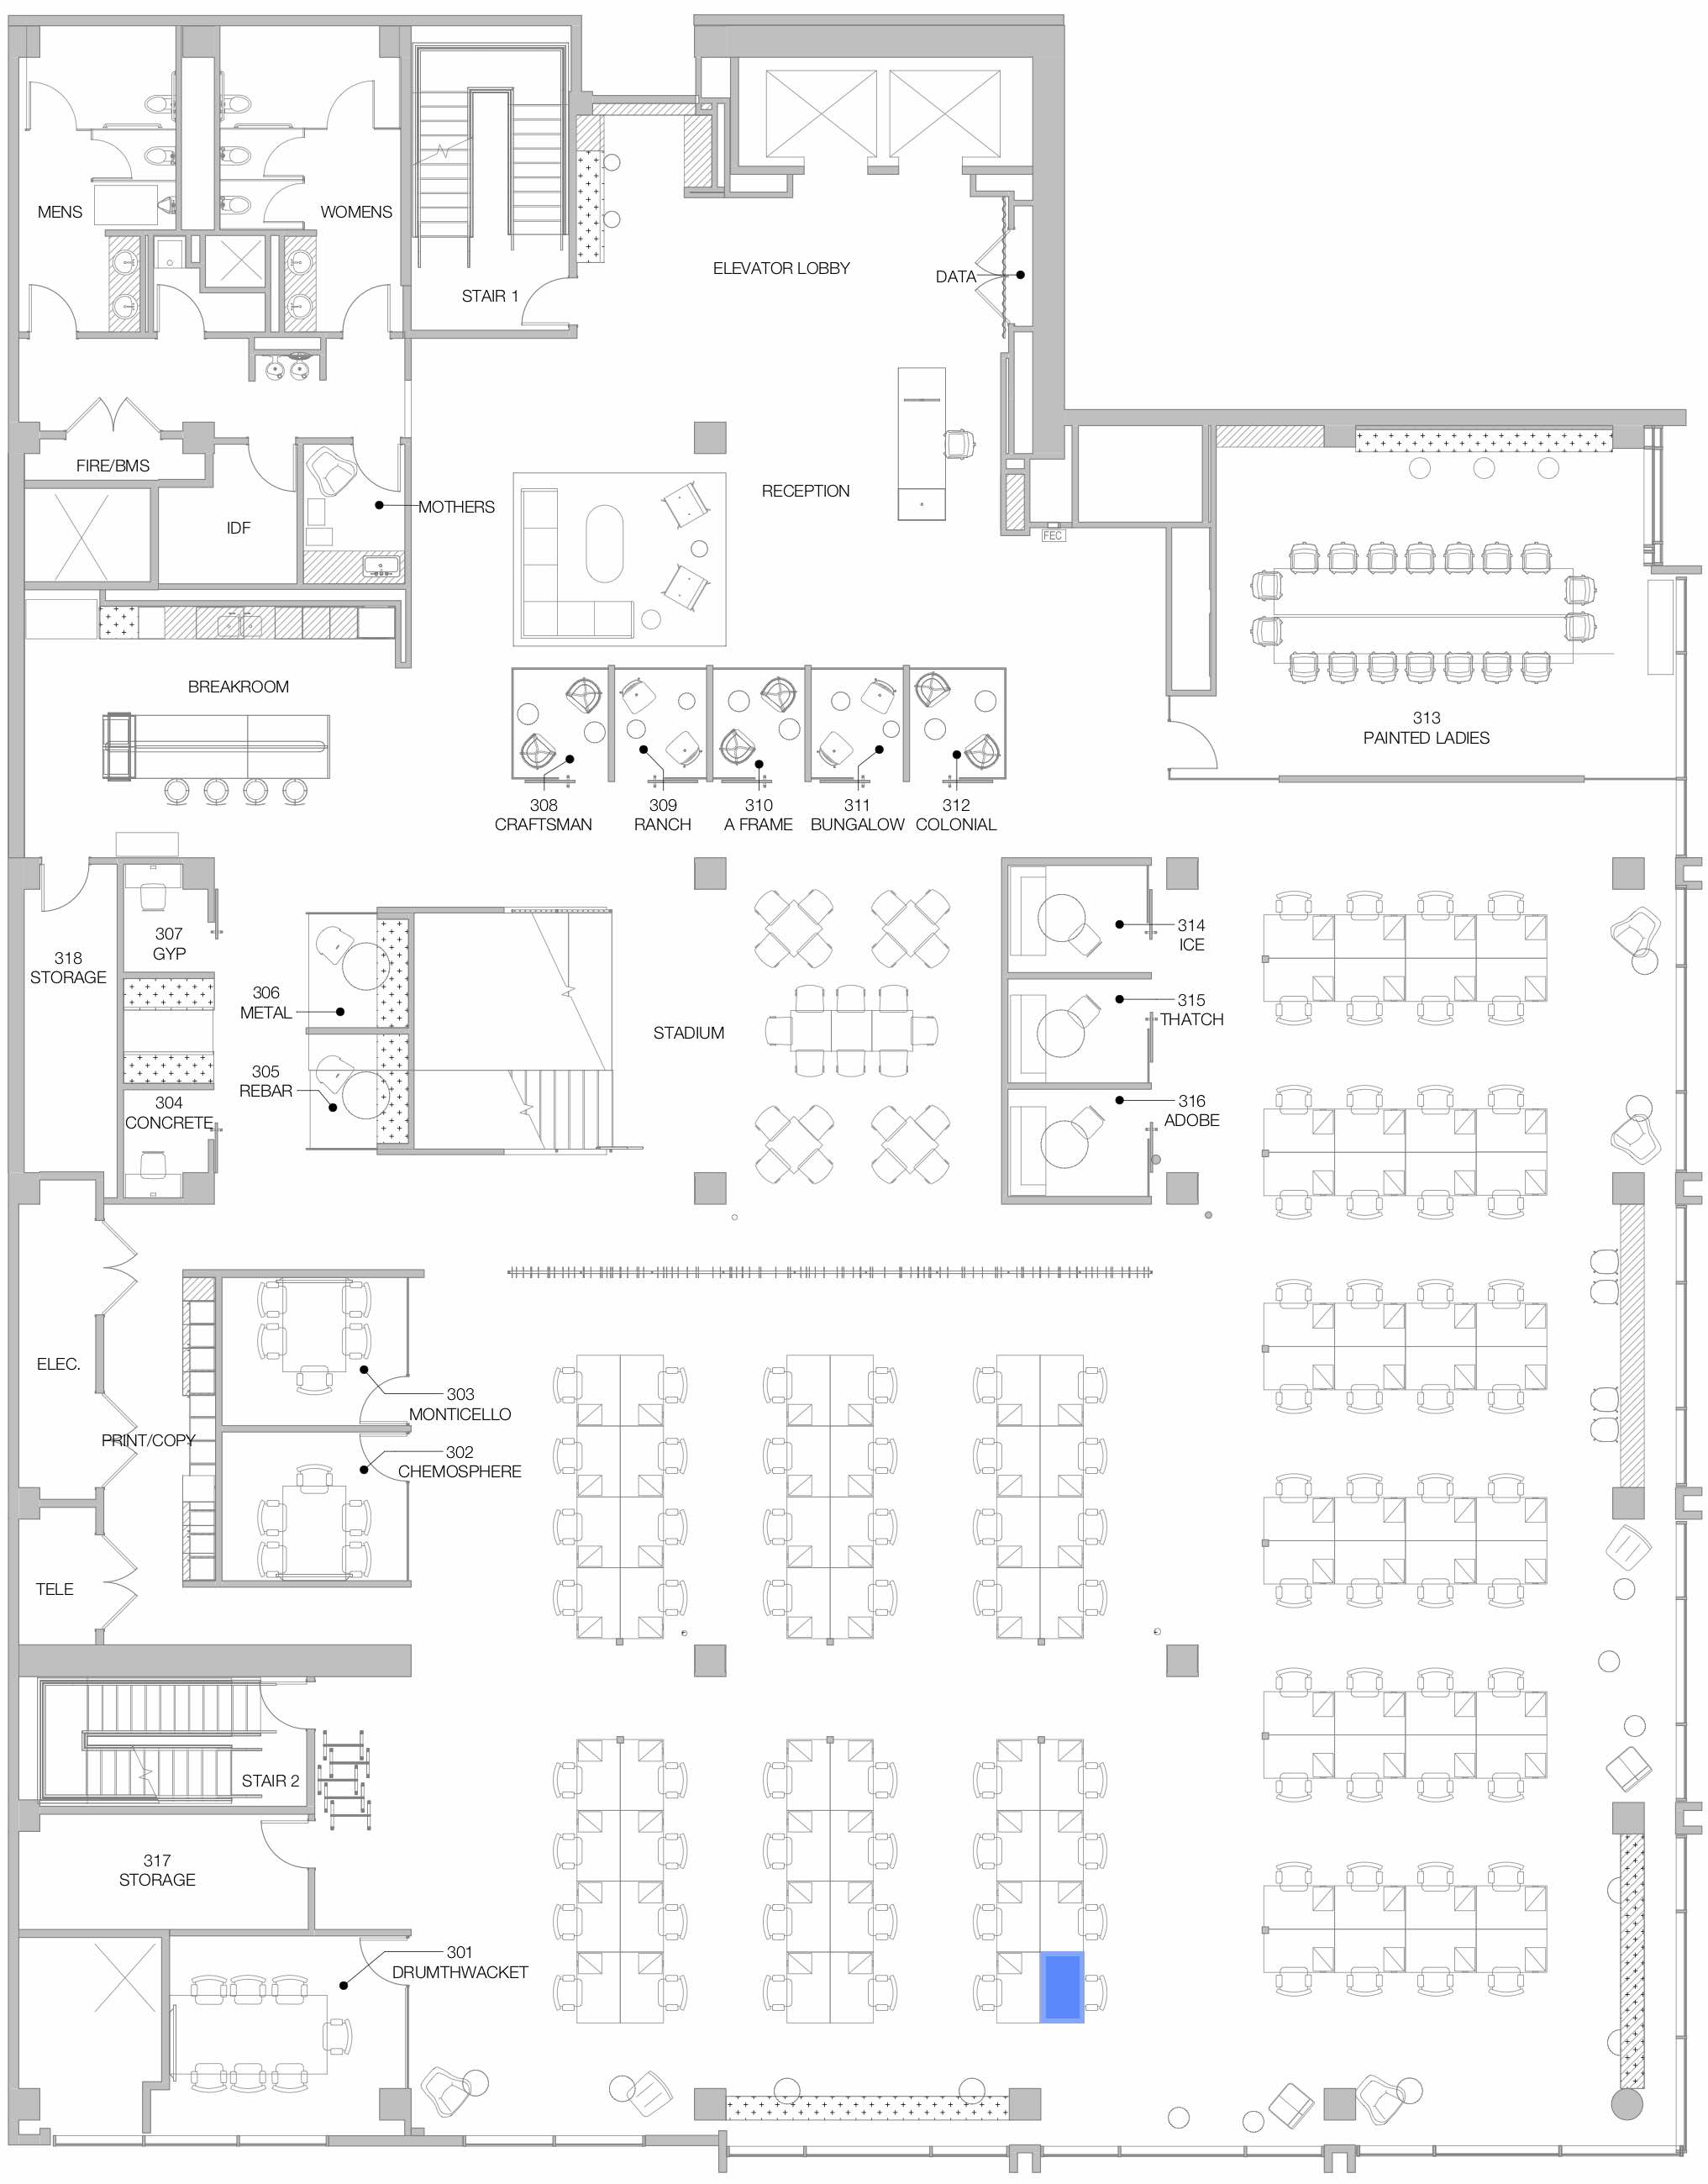 MENS
WOMENS
STAIR 1
ELEVATOR LOBBY
DATA
FIRE/BMS
IDF
MOTHERS
RECEPTION
FEC
BREAKROOM
313
PAINTED LADIES
308
CRAFTSMAN
309
RANCH
310
A FRAME
311
BUNGALOW
312
COLONIAL
307
GYP
318
STORAGE
306
METAL
305
REBAR
304
CONCRETE
STADIUM
314
ICE
315
THATCH
316
ADOBE
ELEC.
303
MONTICELLO
PRINT/COPY
302
CHEMOSPHERE
TELE
STAIR 2
317
STORAGE
301
DRUMTHWACKET